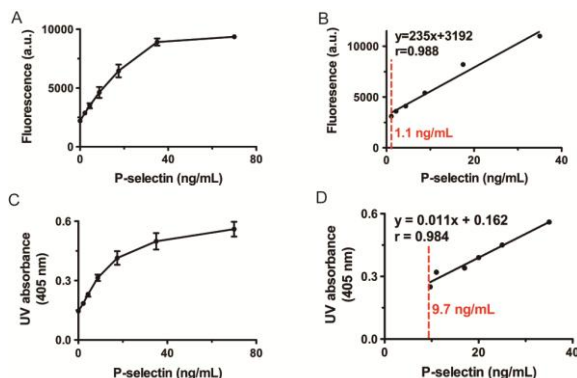 A
Fluorescence (a.u.)
10000
5000
0
0
40
80
P-selectin (ng/mL)
B
y=235x+3192
r=0.988
Fluorescence (a.u.)
10000
5000
0
1.1 ng/mL
0
20
40
P-selectin (ng/mL)
C
UV absorbance
(405 nm)
0.6
0.3
0.0
0
40
80
P-selectin (ng/mL)
D
y = 0.011x + 0.162
r = 0.984
UV absorbance
(405 nm)
0.6
0.3
0.0
9.7 ng/mL
0
20
40
P-selectin (ng/mL)